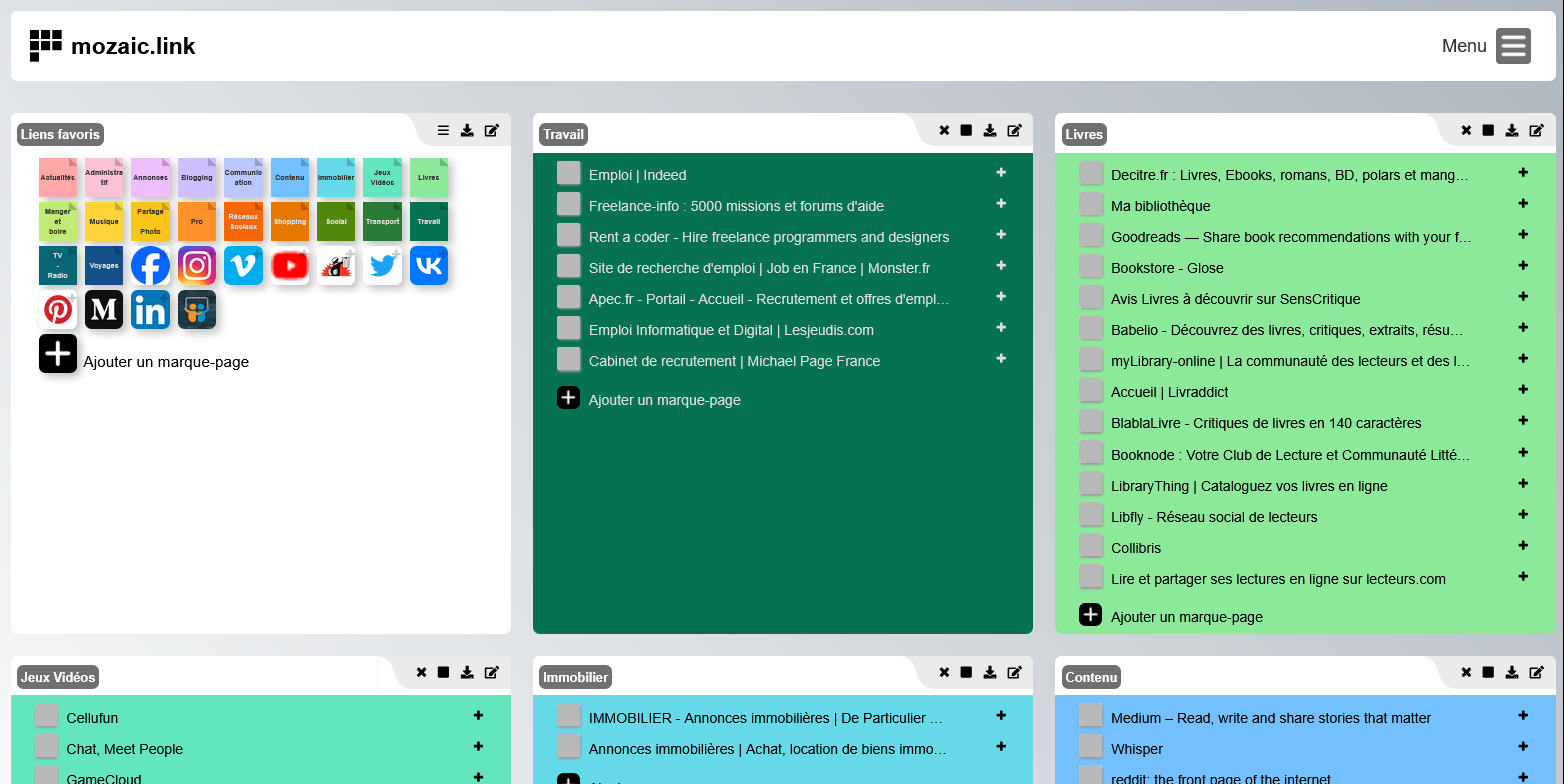 mozaic.link
Menu
Liens favoris
Actualités
Administra
tif
Annonces
Blogging
Communic
ation
Contenu
Immobilier
Jeux
Vidéos
Livres
Manger
et
boire
Musique
Partage
-
Photo
Pro
Réseaux
Sociaux
Shopping
Social
Transport
Travail
TV
-
Radio
Voyages
Ajouter un marque-page
Travail
Emploi | Indeed
Freelance-info : 5000 missions et forums d'aide
Rent a coder - Hire freelance programmers and designers
Site de recherche d'emploi | Job en France | Monster.fr
Apec.fr - Portail - Accueil - Recrutement et offres d'empl…
Emploi Informatique et Digital | Lesjeudis.com
Cabinet de recrutement | Michael Page France
Ajouter un marque-page
Livres
Decitre.fr : Livres, Ebooks, romans, BD, polars et mang…
Ma bibliothèque
Goodreads — Share book recommendations with your f…
Bookstore - Glose
Avis Livres à découvrir sur SensCritique
Babelio - Découvrez des livres, critiques, extraits, résu…
myLibrary-online | La communauté des lecteurs et des l…
Accueil | Livraddict
BlablaLivre - Critiques de livres en 140 caractères
Booknode : Votre Club de Lecture et Communauté Litté…
LibraryThing | Cataloguez vos livres en ligne
Libfly - Réseau social de lecteurs
Collibris
Lire et partager ses lectures en ligne sur lecteurs.com
Ajouter un marque-page
Jeux Vidéos
Cellufun
Chat, Meet People
GameCloud
Immobilier
IMMOBILIER - Annonces immobilières | De Particulier …
Annonces immobilières | Achat, location de biens immo…
Contenu
Medium – Read, write and share stories that matter
Whisper
reddit: the front page of the internet